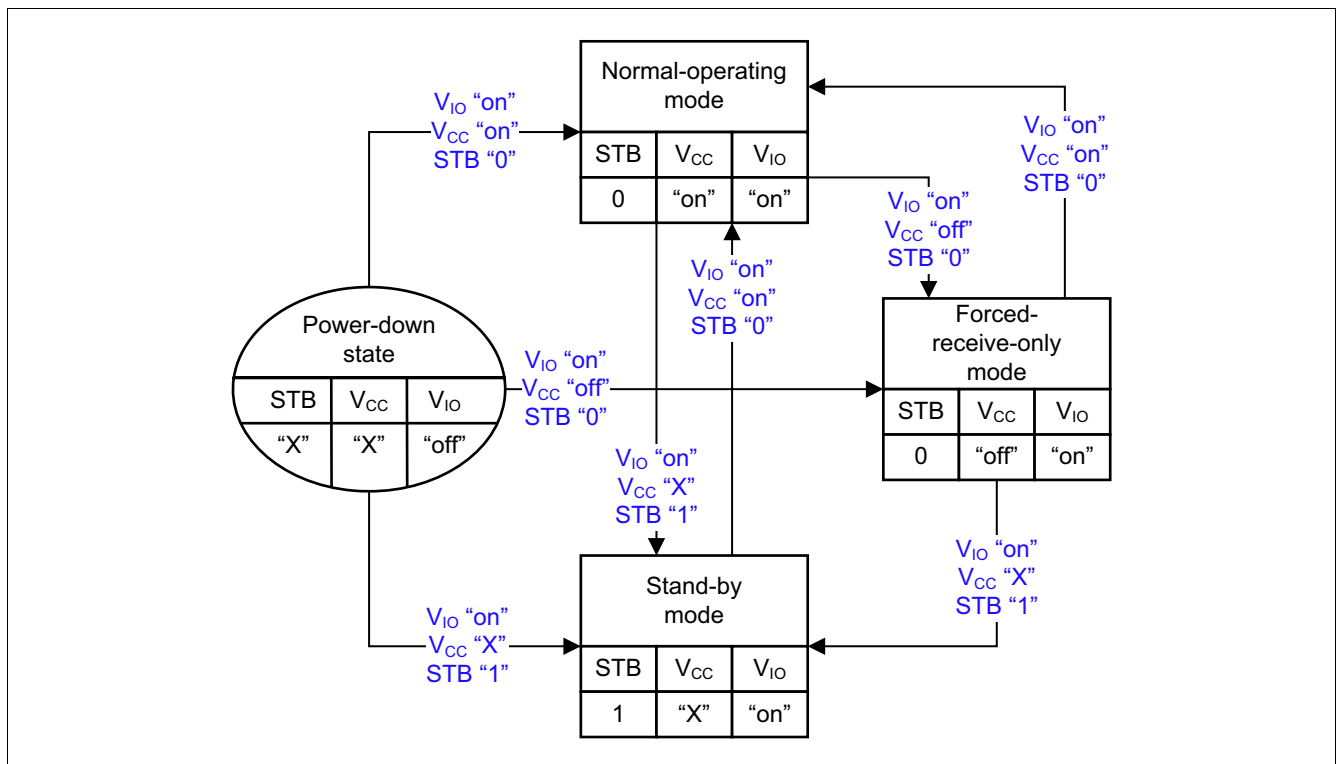 Normal-operating
mode
STB VCC VIO
0 “on” “on”
VIO “on”
VCC “on”
STB “0”
VIO “on”
VCC “on”
STB “0”
VIO “on”
VCC “off”
STB “0”
VIO “on”
VCC “on”
STB “0”
Power-down
state
STB VCC VIO
“X” “X” “off”
VIO “on”
VCC “off”
STB “0”
Forced-
receive-only
mode
STB VCC VIO
0 “off” “on”
VIO “on”
VCC “X”
STB “1”
VIO “on”
VCC “X”
STB “1”
VIO “on”
VCC “X”
STB “1”
Stand-by
mode
STB VCC VIO
1 “X” “on”